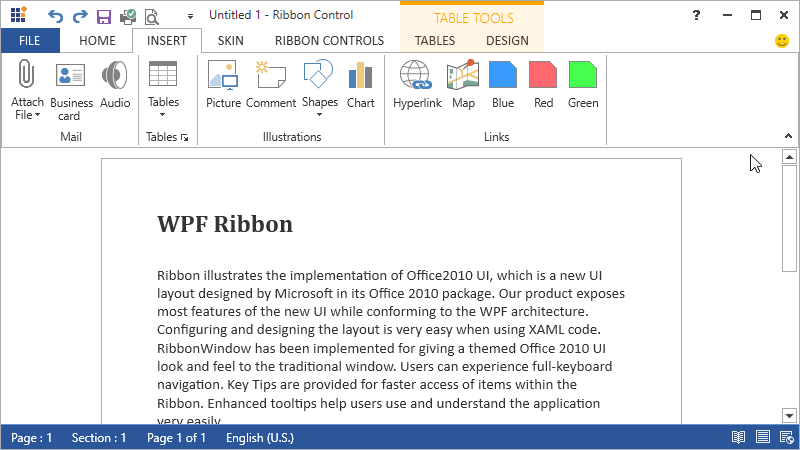 Untitled 1 - Ribbon Control
TABLE TOOLS
?
FILE HOME INSERT SKIN RIBBON CONTROLS TABLES DESIGN
Attach File
Business card
Audio
Mail
Tables
Tables
Picture
Comment
Shapes
Chart
Illustrations
Hyperlink
Map
Blue
Red
Green
Links
WPF Ribbon
Ribbon illustrates the implementation of Office2010 UI, which is a new UI
layout designed by Microsoft in its Office 2010 package. Our product exposes
most features of the new UI while conforming to the WPF architecture.
Configuring and designing the layout is very easy when using XAML code.
RibbonWindow has been implemented for giving a themed Office 2010 UI
look and feel to the traditional window. Users can experience full-keyboard
navigation. Key Tips are provided for faster access of items within the
Ribbon. Enhanced tooltips help users use and understand the application
very easily
Page : 1 Section : 1 Page 1 of 1 English (U.S.)